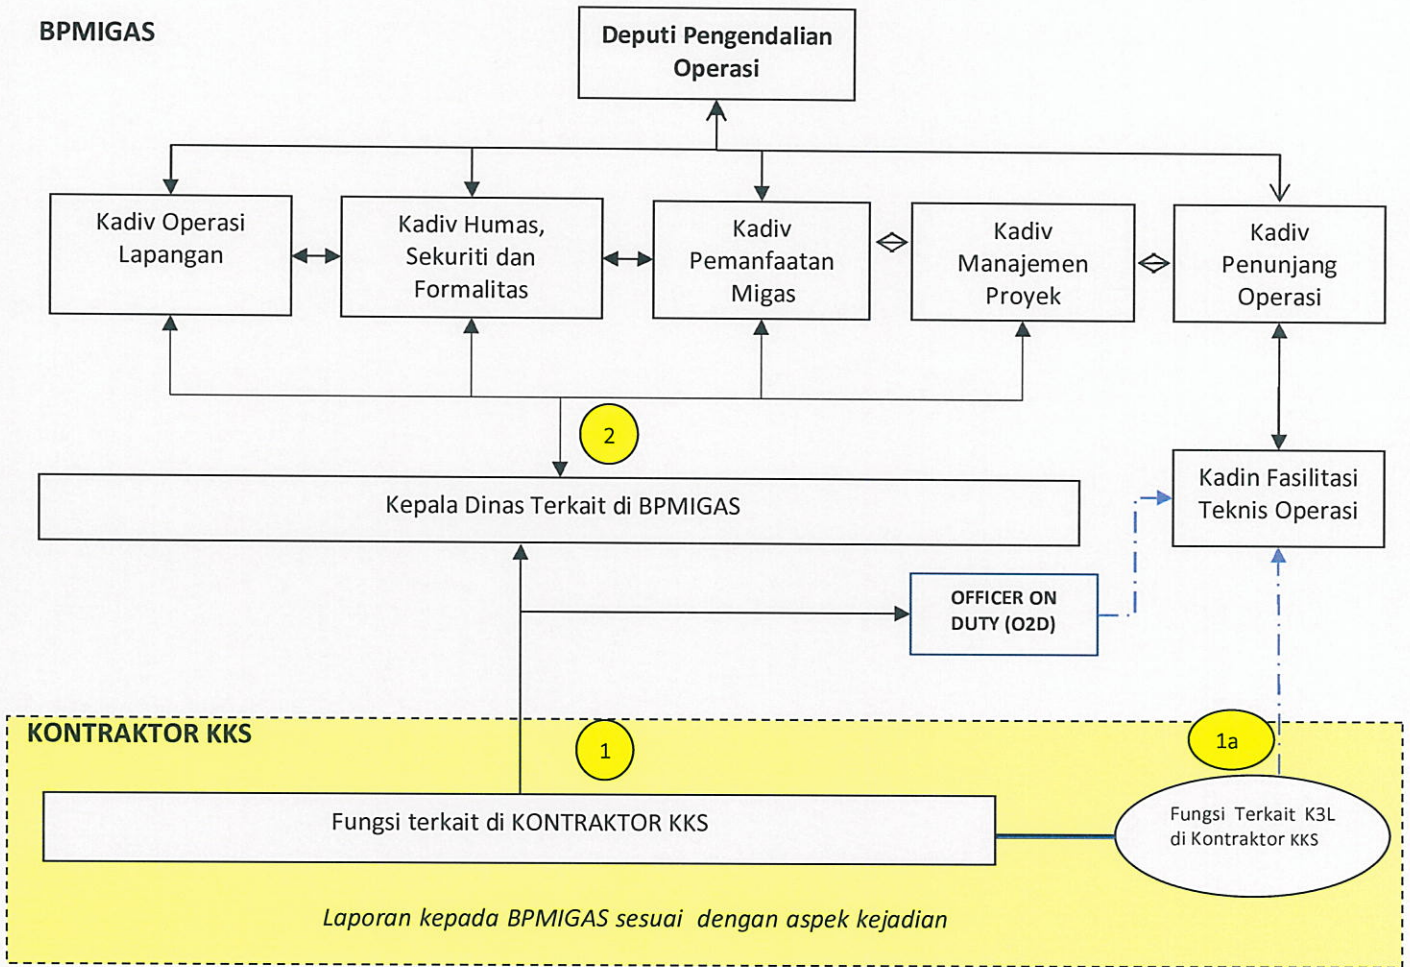 BPMIGAS
Deputi Pengendalian
Operasi
Kadiv Operasi
Lapangan
Kadiv Humas,
Sekuriti dan
Formalitas
Kadiv
Pemanfaatan
Migas
Kadiv
Manajemen
Proyek
Kadiv
Penunjang
Operasi
2
Kepala Dinas Terkait di BPMIGAS
Kadin Fasilitasi
Teknis Operasi
OFFICER ON
DUTY (O2D)
KONTRAKTOR KKS
1
1a
Fungsi terkait di KONTRAKTOR KKS
Fungsi Terkait K3L
di Kontraktor KKS
Laporan kepada BPMIGAS sesuai dengan aspek kejadian